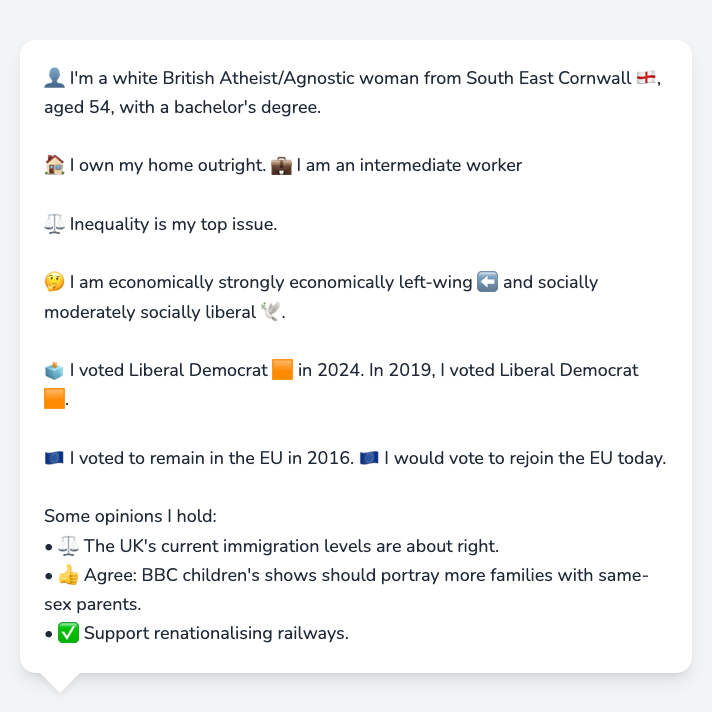 👤 I'm a white British Atheist/Agnostic woman from South East Cornwall 🏴󠁧󠁢󠁥󠁮󠁧󠁿,
aged 54, with a bachelor's degree.
🏠 I own my home outright. 💼 I am an intermediate worker
⚖️ Inequality is my top issue.
🤔 I am economically strongly economically left-wing ⬅️ and socially
moderately socially liberal 🕊️.
🗳️ I voted Liberal Democrat 🟧 in 2024. In 2019, I voted Liberal Democrat
🟧.
🇪🇺 I voted to remain in the EU in 2016. 🇪🇺 I would vote to rejoin the EU today.
Some opinions I hold:
• ⚖️ The UK's current immigration levels are about right.
• 👍 Agree: BBC children's shows should portray more families with same-
sex parents.
• ✅ Support renationalising railways.